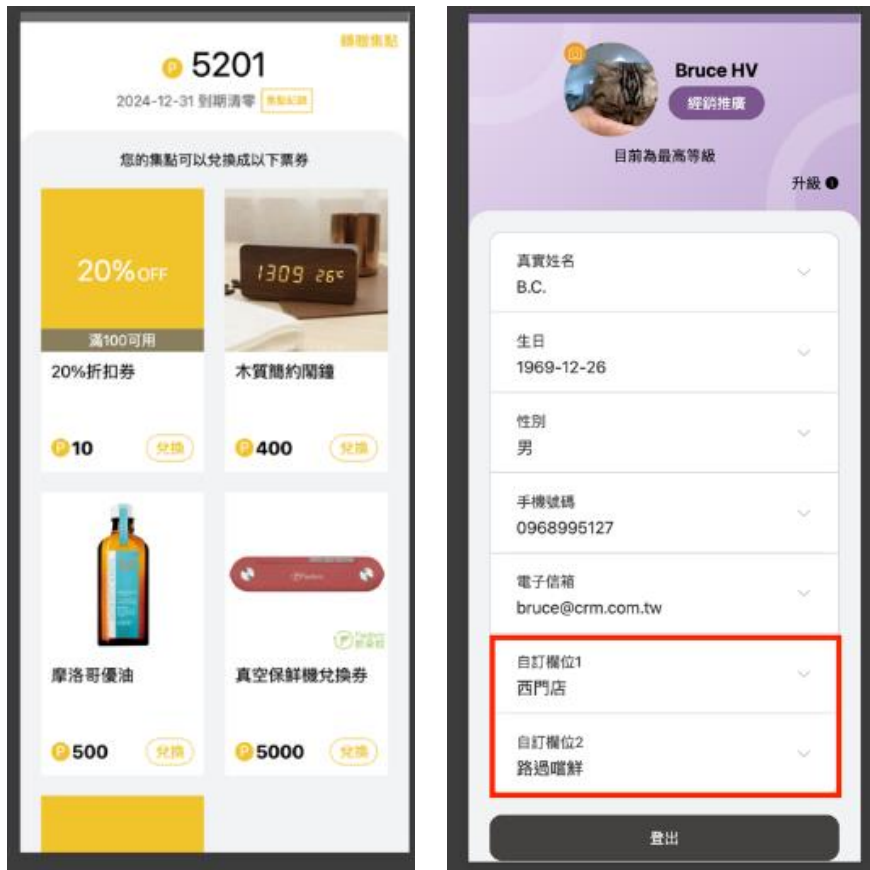 轉贈集點
P 5201
2024-12-31 到期清零 集點紀錄
您的集點可以兌換成以下票券
20% OFF
滿100可用
1309 26°C
20%折扣券
木質簡約鬧鐘
P 10 兌換
P 400 兌換
摩洛哥優油
真空保鮮機兌換券
P 500 兌換
P 5000 兌換
Bruce HV
經銷推廣
目前為最高等級
升級
真實姓名
B.C.
生日
1969-12-26
性別
男
手機號碼
0968995127
電子信箱
bruce@crm.com.tw
自訂欄位1
西門店
自訂欄位2
路過嚐鮮
登出